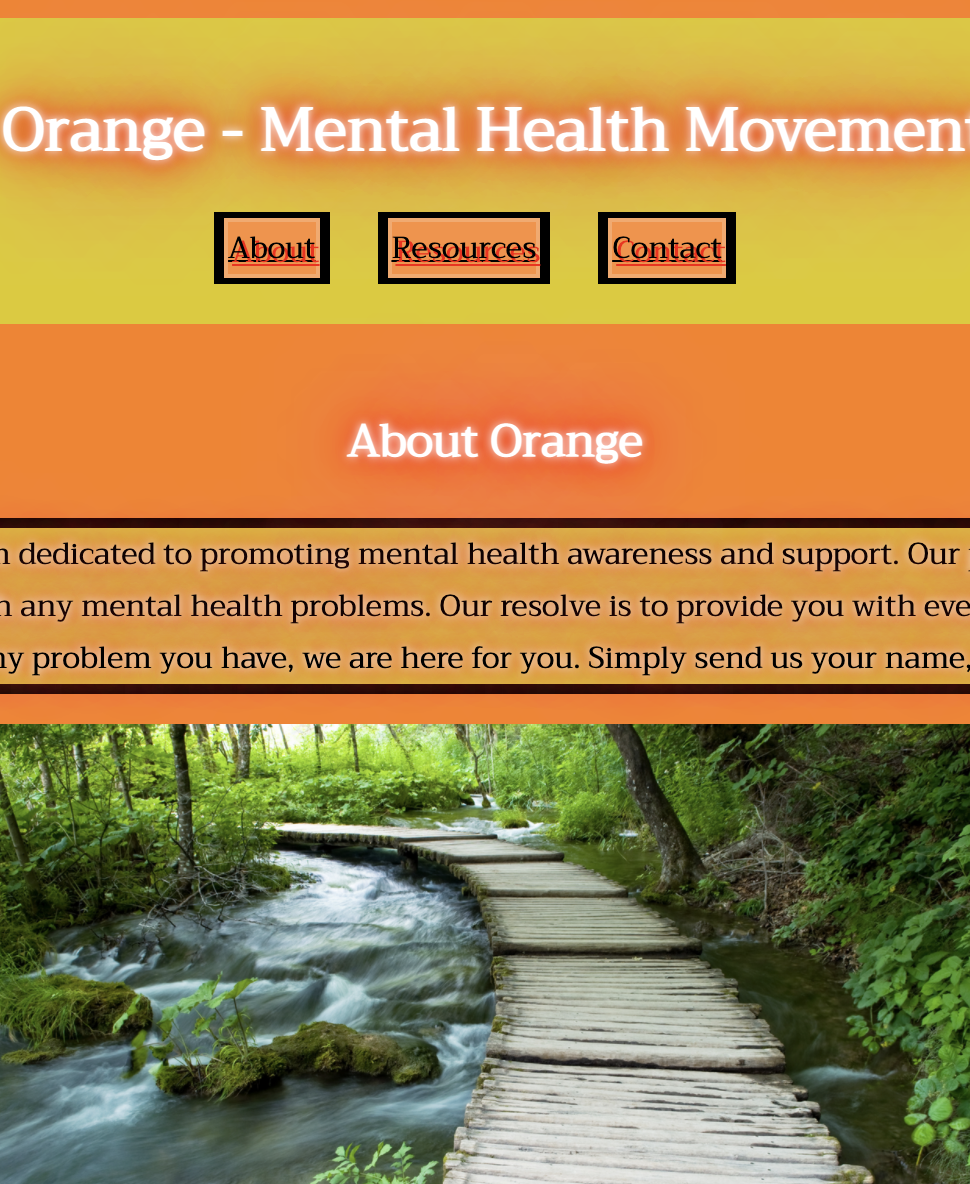 Orange - Mental Health Movement
About
Resources
Contact
About Orange
dedicated to promoting mental health awareness and support. Our
any mental health problems. Our resolve is to provide you with
problem you have, we are here for you. Simply send us your name,